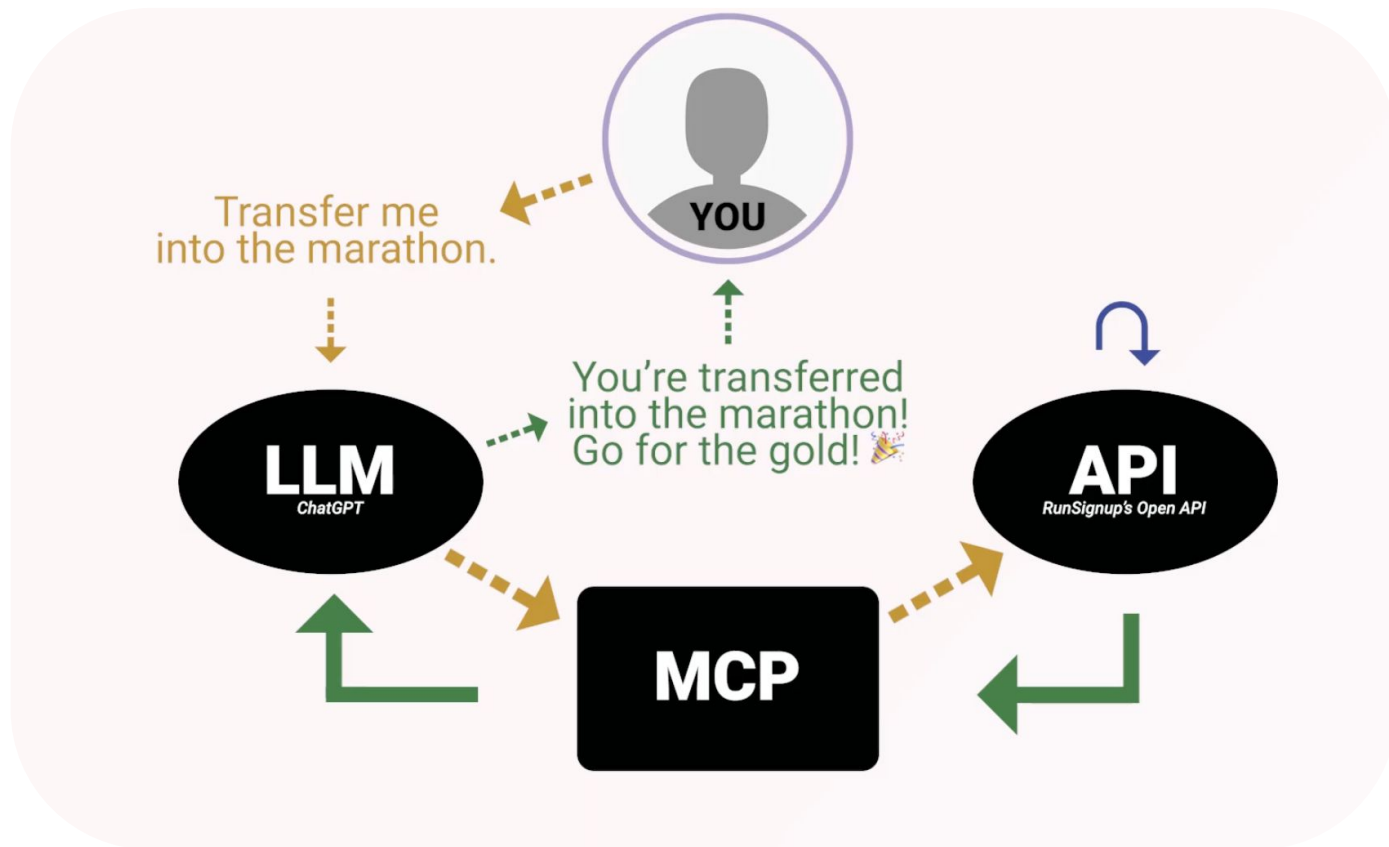 YOU
Transfer me
into the marathon.
You’re transferred
into the marathon!
Go for the gold! 🎉
LLM
ChatGPT
API
RunSignup's Open API
MCP